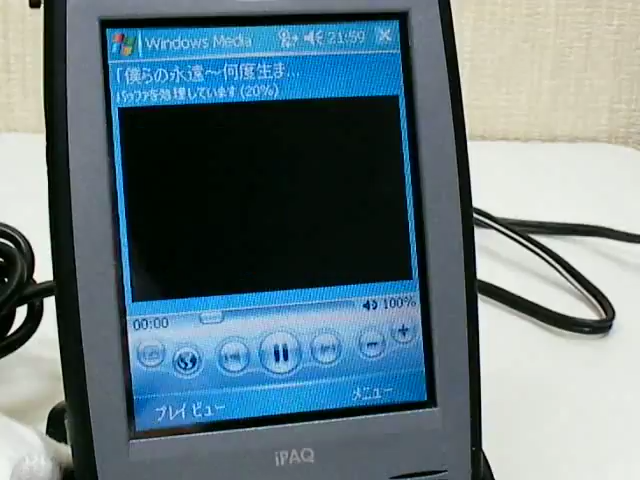 Windows Media 21:59
「僕らの永遠～何度生ま...
バッファを処理しています (20%)
00:00 100%
プレイビュー メニュー
iPAQ